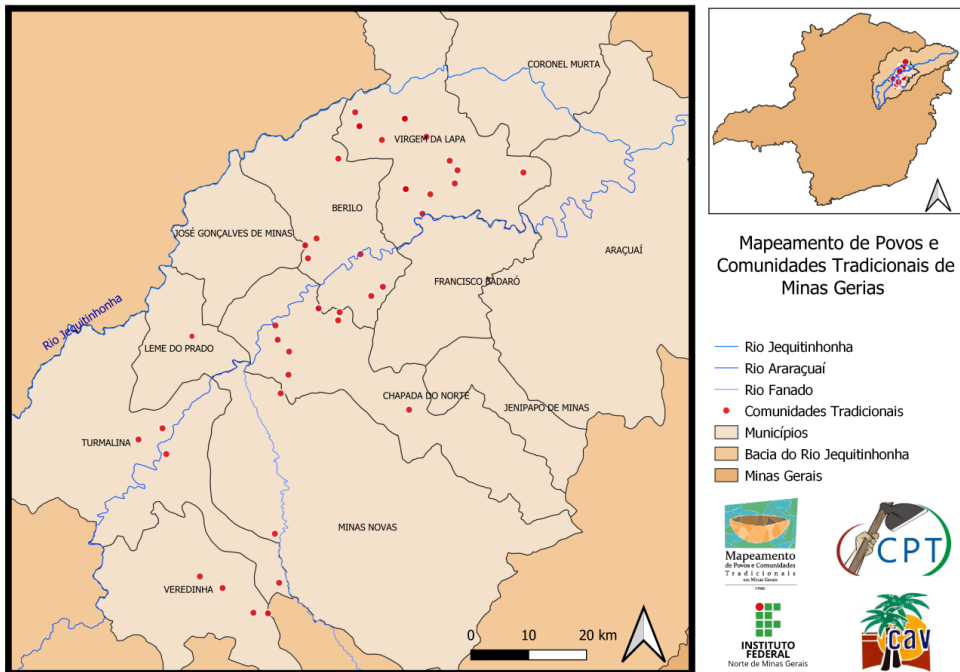 CORONEL MURTA
VIRGEM DA LAPA
BERILO
JOSÉ GONÇALVES DE MINAS
ARAÇUAÍ
FRANCISCO BADARÓ
Rio Jequitinhonha
LEME DO PRADO
CHAPADA DO NORTE
JENIPAPO DE MINAS
TURMALINA
MINAS NOVAS
VEREDINHA
0 10 20 km
Mapeamento de Povos e
Comunidades Tradicionais de
Minas Gerias
Rio Jequitinhonha
Rio Araraçuaí
Rio Fanado
Comunidades Tradicionais
Municípios
Bacia do Rio Jequitinhonha
Minas Gerais
Mapeamento
de Povos e Comunidades
Tradicionais
em Minas Gerais
CPT
INSTITUTO
FEDERAL
Norte de Minas Gerais
cav